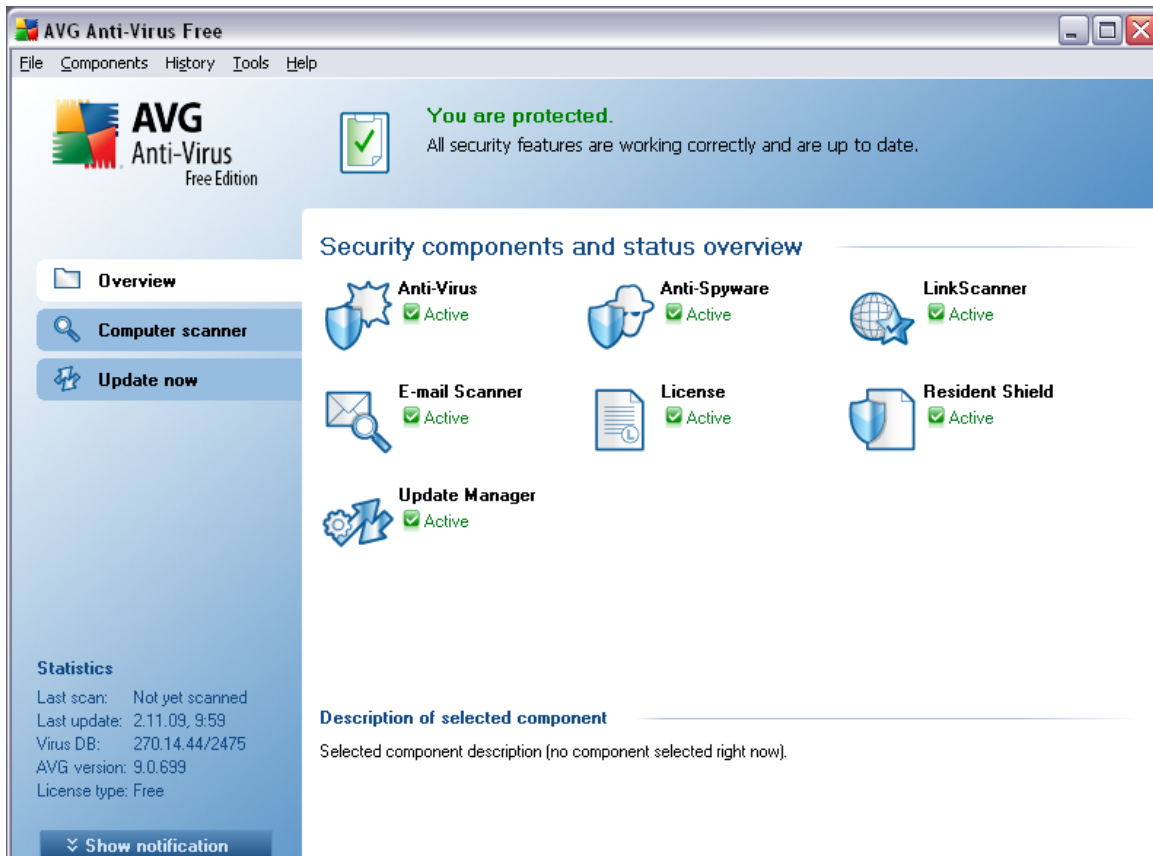 AVG Anti-Virus Free
File Components History Tools Help
AVG
Anti-Virus
Free Edition
You are protected.
All security features are working correctly and are up to date.
Overview
Computer scanner
Update now
Security components and status overview
Anti-Virus
Active
Anti-Spyware
Active
LinkScanner
Active
E-mail Scanner
Active
License
Active
Resident Shield
Active
Update Manager
Active
Statistics
Last scan: Not yet scanned
Last update: 2.11.09, 9:59
Virus DB: 270.14.44/2475
AVG version: 9.0.699
License type: Free
Show notification
Description of selected component
Selected component description (no component selected right now).